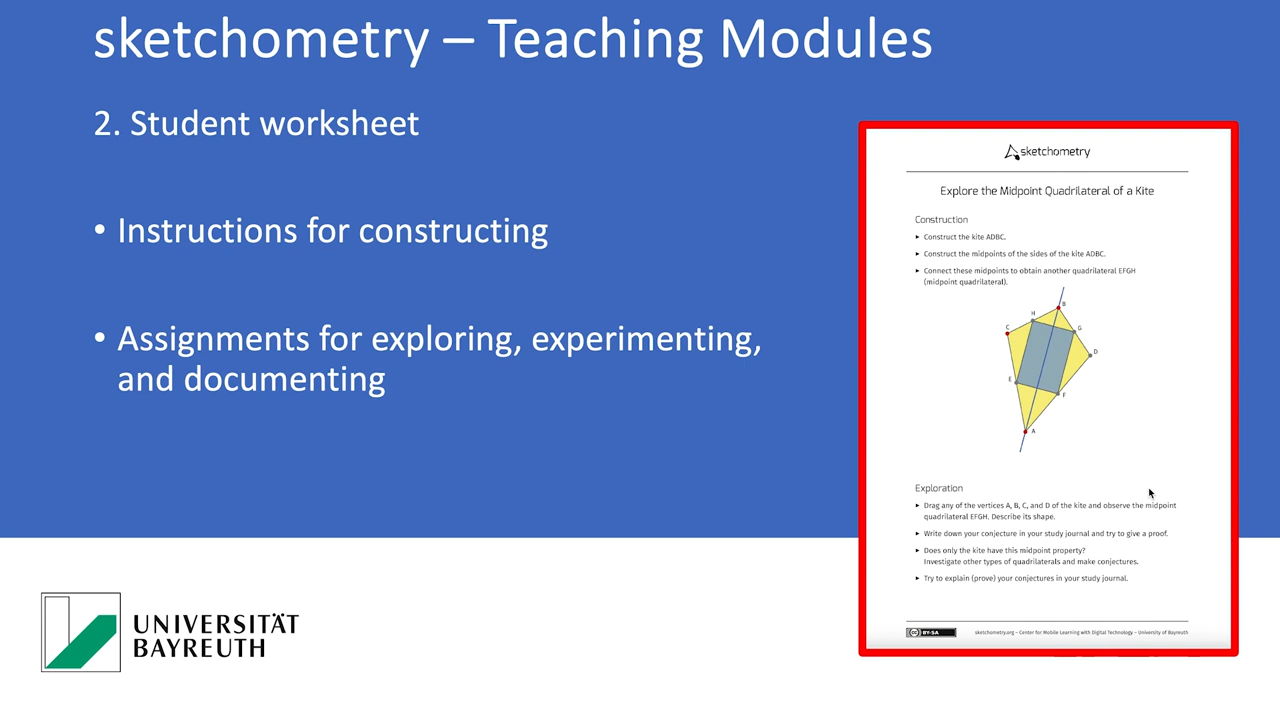 sketchometry – Teaching Modules
2. Student worksheet
• Instructions for constructing
• Assignments for exploring, experimenting,
and documenting
sketchometry
Explore the Midpoint Quadrilateral of a Kite
Construction
► Construct the kite ADBC.
► Construct the midpoints of the sides of the kite ADBC.
► Connect these midpoints to obtain another quadrilateral EFGH
(midpoint quadrilateral).
B
H
C
G
D
E
F
A
Exploration
► Drag any of the vertices A, B, C, and D of the kite and observe the midpoint
quadrilateral EFGH. Describe its shape.
► Write down your conjecture in your study journal and try to give a proof.
► Does only the kite have this midpoint property?
Investigate other types of quadrilaterals and make conjectures.
► Try to explain (prove) your conjectures in your study journal.
cc BY-SA
sketchometry.org – Center for Mobile Learning with Digital Technology – University of Bayreuth
UNIVERSITÄT
BAYREUTH